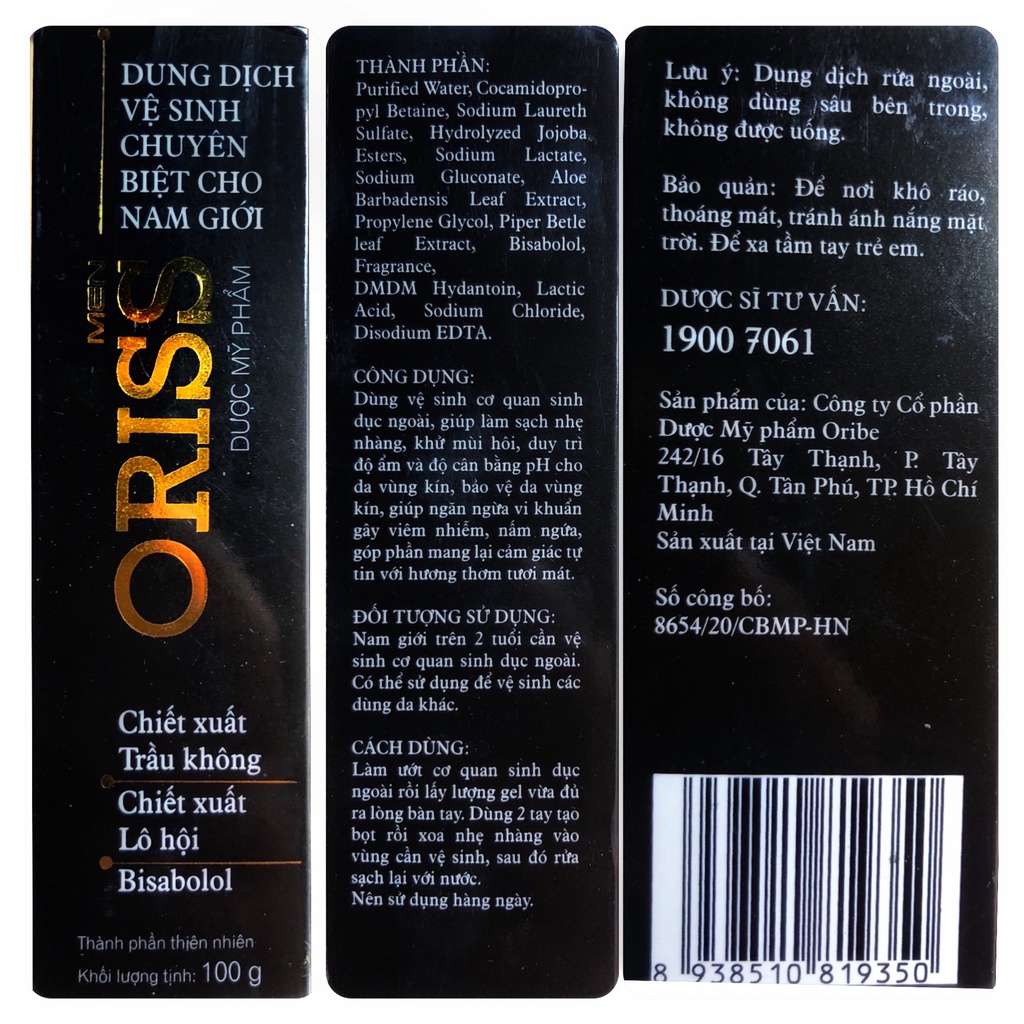 DUNG DỊCH
VỆ SINH
CHUYÊN
BIỆT CHO
NAM GIỚI
MEN
ORISS
DƯỢC MỸ PHẨM
Chiết xuất
Trầu không
Chiết xuất
Lô hội
Bisabolol
Thành phần thiên nhiên
Khối lượng tịnh: 100 g
THÀNH PHẦN:
Purified Water, Cocamidopro-
pyl Betaine, Sodium Laureth
Sulfate, Hydrolyzed Jojoba
Esters, Sodium Lactate,
Sodium Gluconate, Aloe
Barbadensis Leaf Extract,
Propylene Glycol, Piper Betle
leaf Extract, Bisabolol,
Fragrance,
DMDM Hydantoin, Lactic
Acid, Sodium Chloride,
Disodium EDTA.
CÔNG DỤNG:
Dùng vệ sinh cơ quan sinh
dục ngoài, giúp làm sạch nhẹ
nhàng, khử mùi hôi, duy trì
độ ẩm và độ cân bằng pH cho
da vùng kín, bảo vệ da vùng
kín, giúp ngăn ngừa vi khuẩn
gây viêm nhiễm, nấm ngứa,
góp phần mang lại cảm giác tự
tin với hương thơm tươi mát.
ĐỐI TƯỢNG SỬ DỤNG:
Nam giới trên 2 tuổi cần vệ
sinh cơ quan sinh dục ngoài.
Có thể sử dụng để vệ sinh các
dùng da khác.
CÁCH DÙNG:
Làm ướt cơ quan sinh dục
ngoài rồi lấy lượng gel vừa đủ
ra lòng bàn tay. Dùng 2 tay tạo
bọt rồi xoa nhẹ nhàng vào
vùng cần vệ sinh, sau đó rửa
sạch lại với nước.
Nên sử dụng hàng ngày.
Lưu ý: Dung dịch rửa ngoài,
không dùng sâu bên trong,
không được uống.
Bảo quản: Để nơi khô ráo,
thoáng mát, tránh ánh nắng mặt
trời. Để xa tầm tay trẻ em.
DƯỢC SĨ TƯ VẤN:
1900 7061
Sản phẩm của: Công ty Cổ phần
Dược Mỹ phẩm Oribe
242/16 Tây Thạnh, P. Tây
Thạnh, Q. Tân Phú, TP. Hồ Chí
Minh
Sản xuất tại Việt Nam
Số công bố:
8654/20/CBMP-HN
8 938510 819350